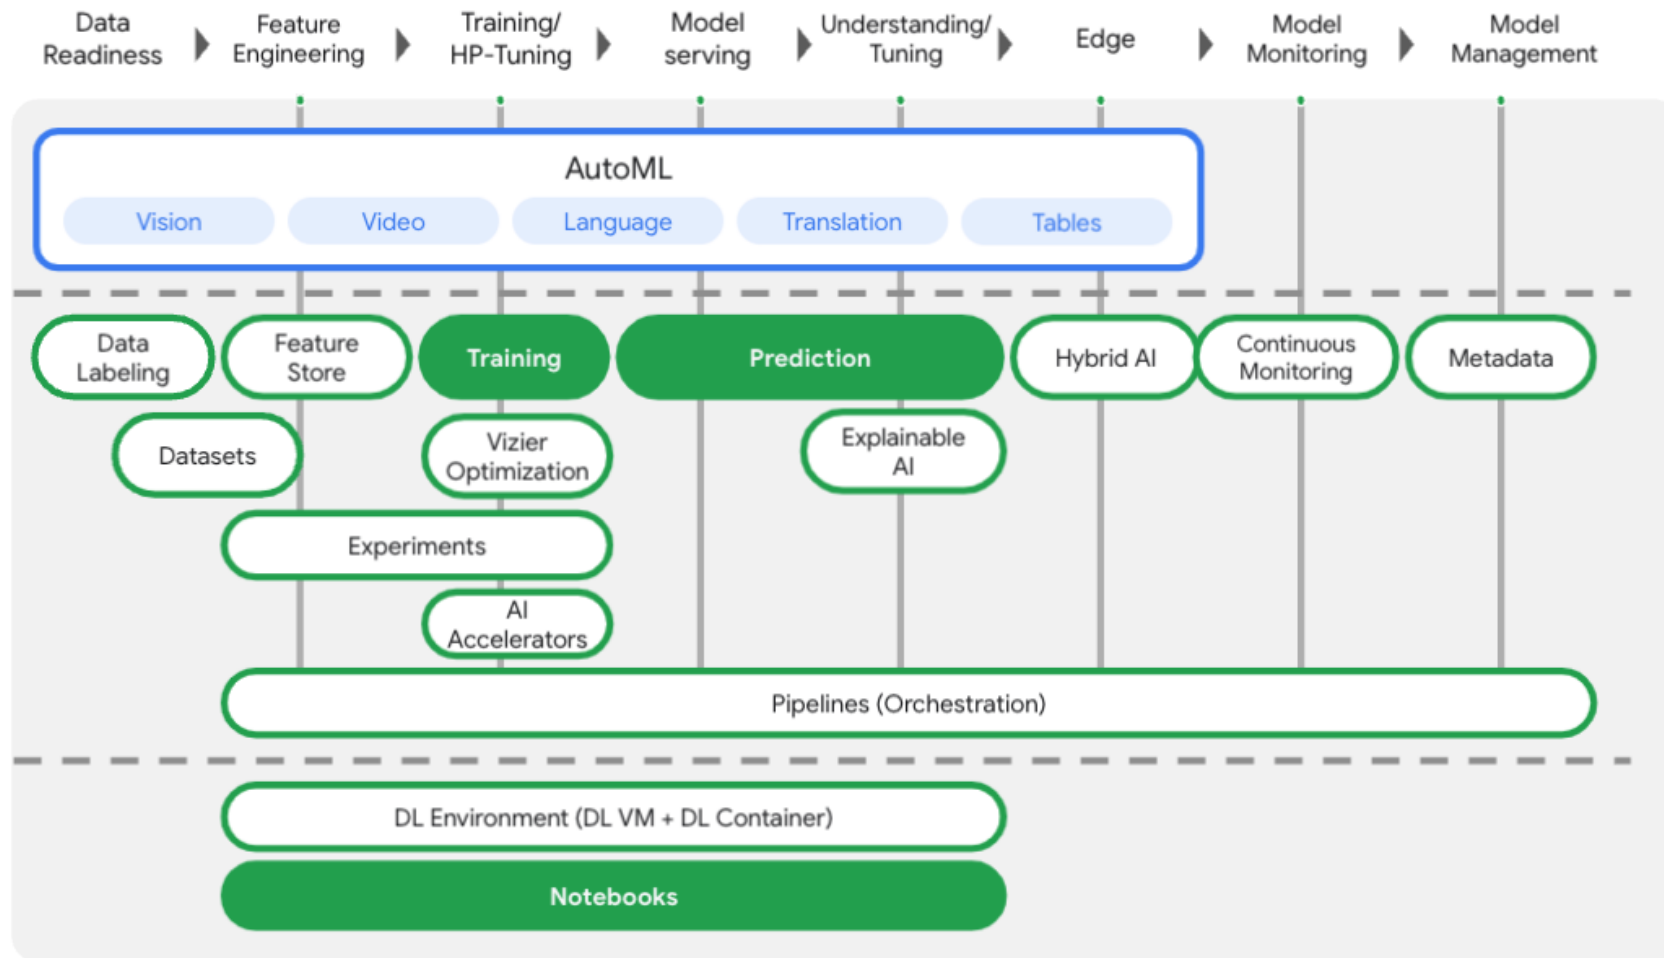 Data
Readiness
Feature
Engineering
Training/
HP-Tuning
Model
serving
Understanding/
Tuning
Edge
Model
Monitoring
Model
Management
AutoML
Vision
Video
Language
Translation
Tables
Data
Labeling
Feature
Store
Training
Prediction
Hybrid AI
Continuous
Monitoring
Metadata
Datasets
Vizier
Optimization
Explainable
AI
Experiments
AI
Accelerators
Pipelines (Orchestration)
DL Environment (DL VM + DL Container)
Notebooks